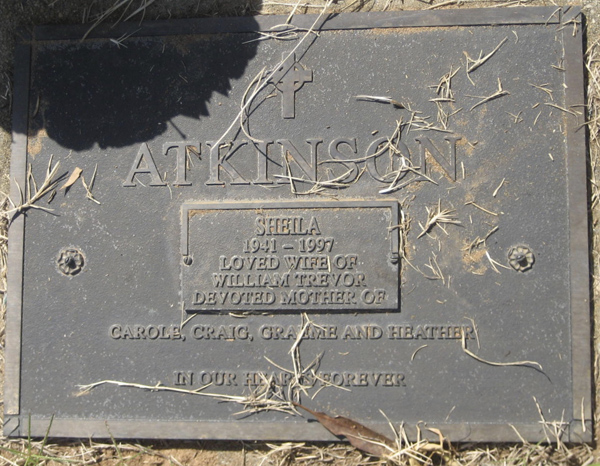 ATKINSON
SHEILA
1941 - 1997
LOVED WIFE OF
WILLIAM TREVOR
DEVOTED MOTHER OF
CAROLE, CRAIG, GRAEME AND HEATHER
IN OUR HEARTS FOREVER